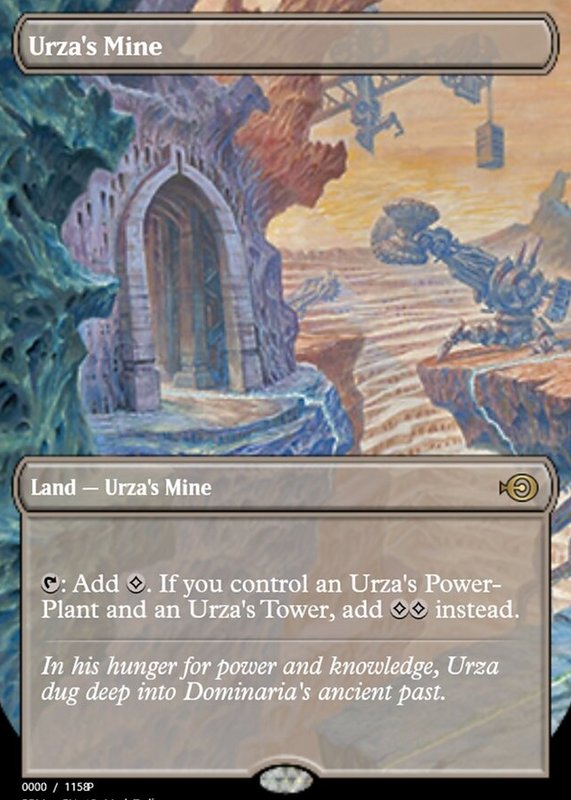 Urza's Mine
Land — Urza's Mine
: Add . If you control an Urza's Power-
Plant and an Urza's Tower, add instead.
In his hunger for power and knowledge, Urza
dug deep into Dominaria's ancient past.
0000 / 1158P